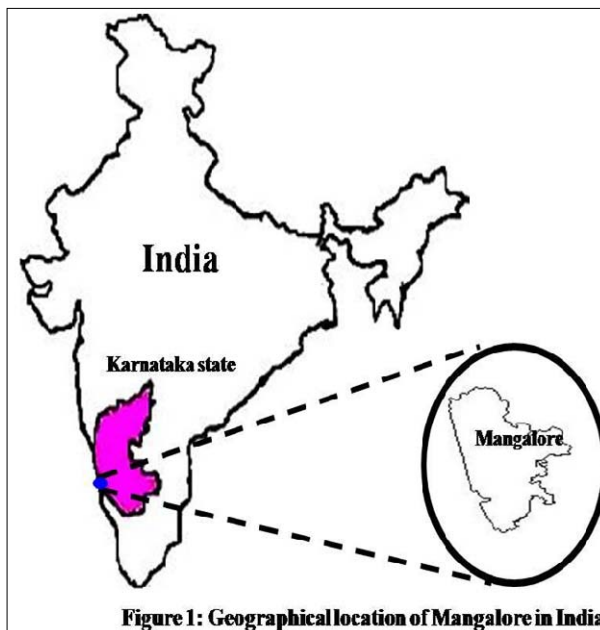 India
Karnataka state
Mangalore
Figure 1: Geographical location of Mangalore in India